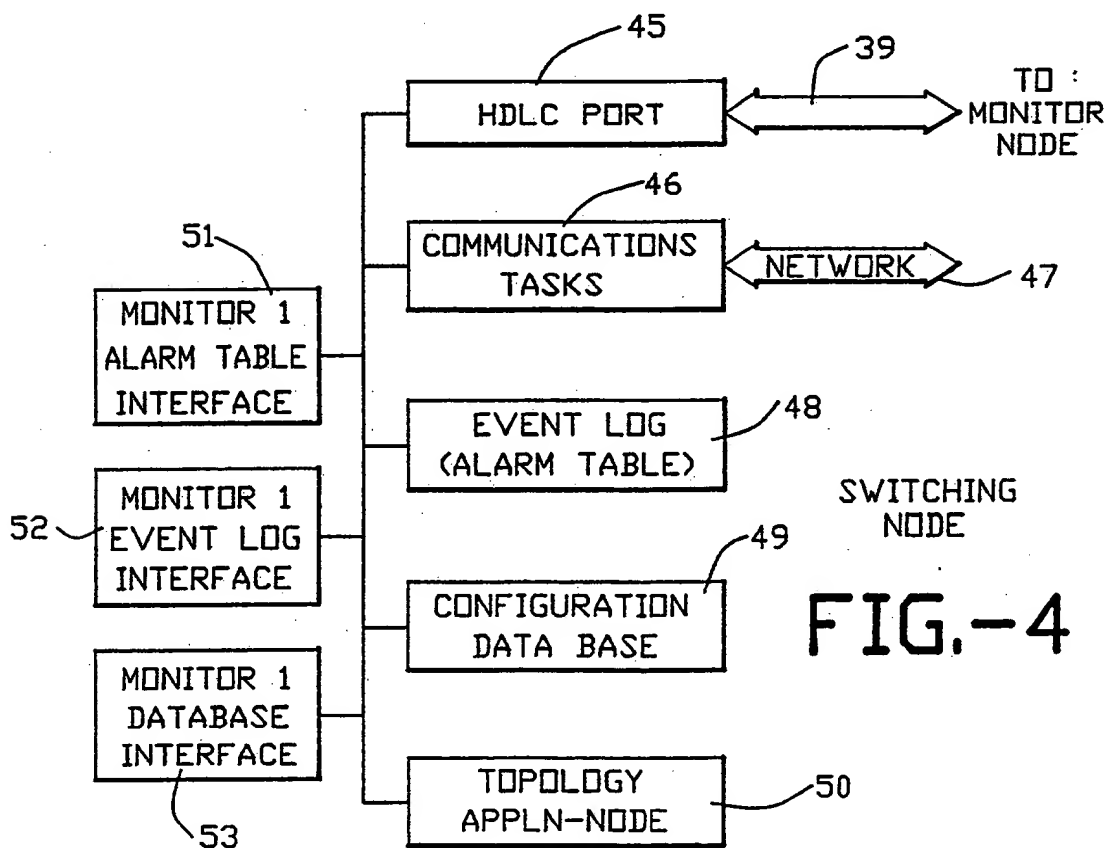 45
39
HDLC PORT
TO :
MONITOR
NODE
46
COMMUNICATIONS
TASKS
NETWORK
47
51
MONITOR 1
ALARM TABLE
INTERFACE
48
EVENT LOG
(ALARM TABLE)
SWITCHING
NODE
52
MONITOR 1
EVENT LOG
INTERFACE
49
CONFIGURATION
DATA BASE
FIG.-4
MONITOR 1
DATABASE
INTERFACE
53
TOPOLOGY
APPLN-NODE
50